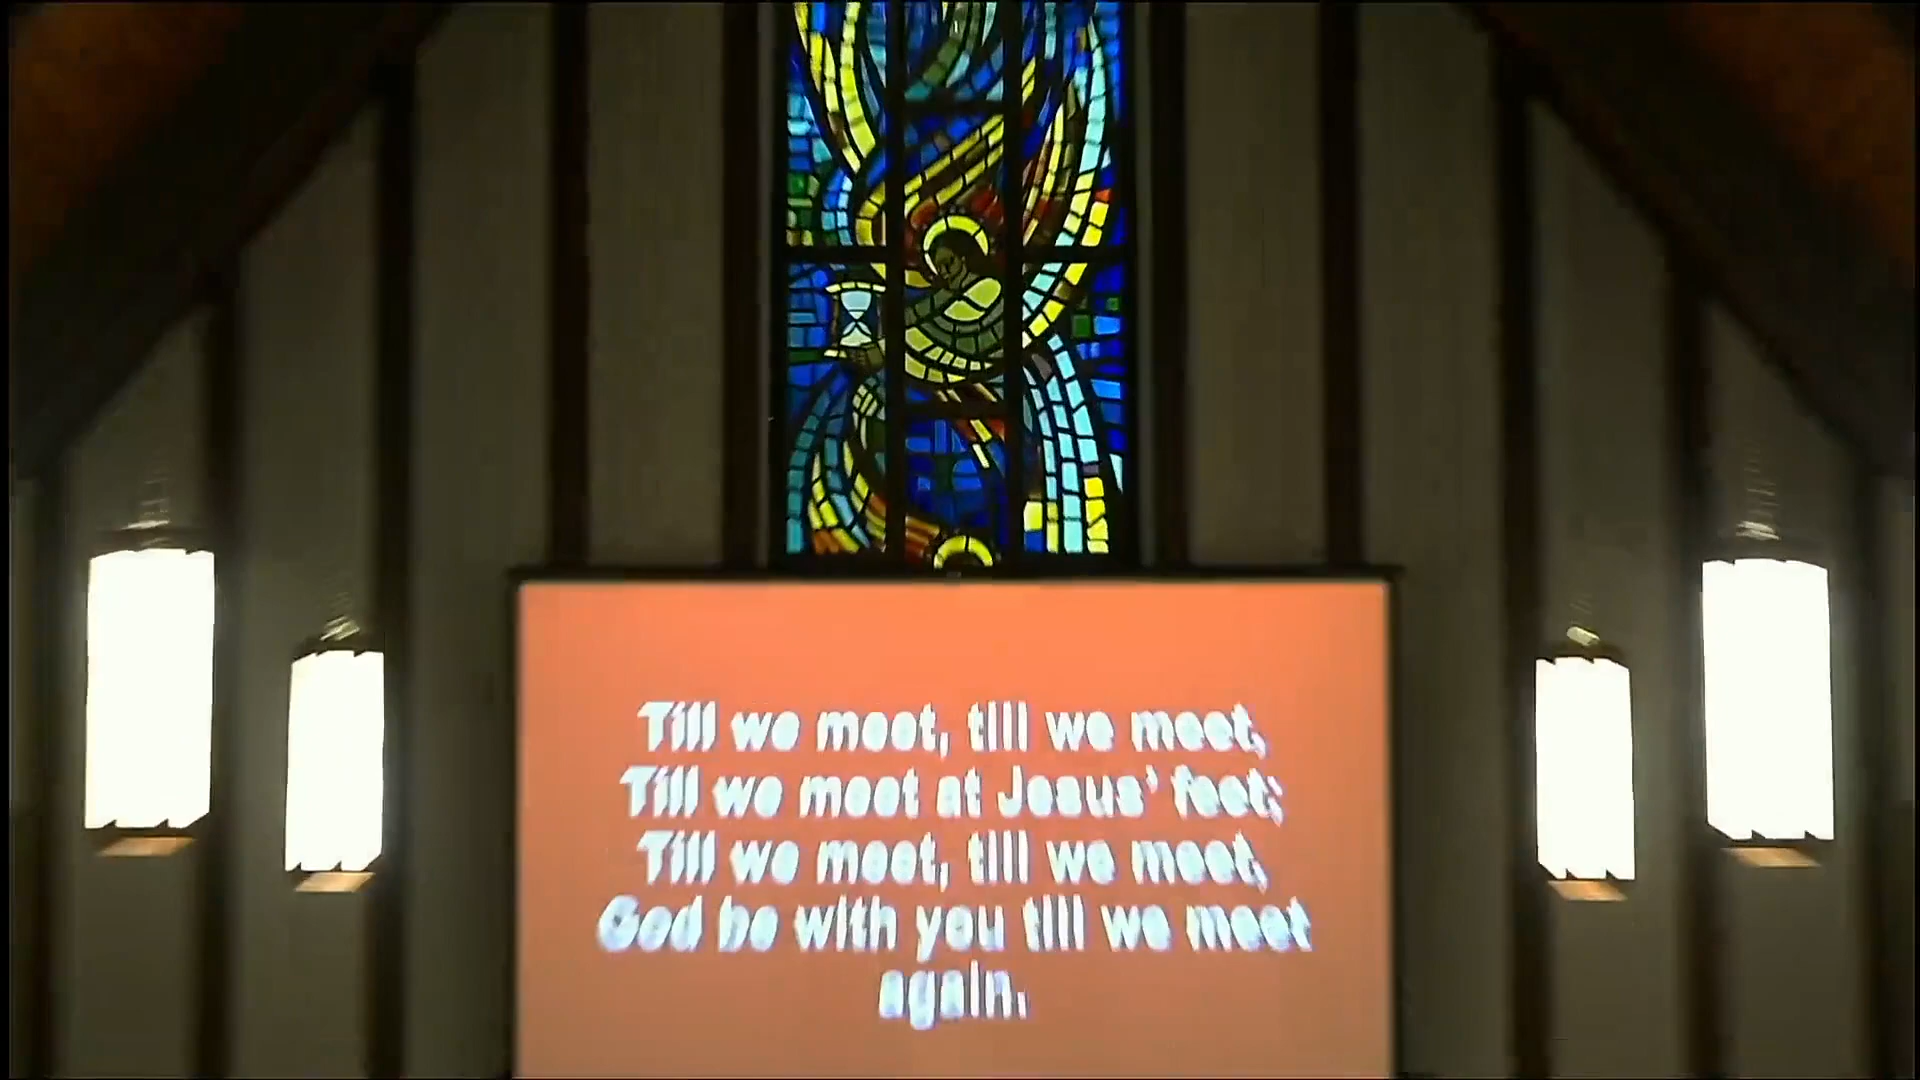 Till we meet, till we meet,
Till we meet at Jesus' feet;
Till we meet, till we meet,
God be with you till we meet
again.